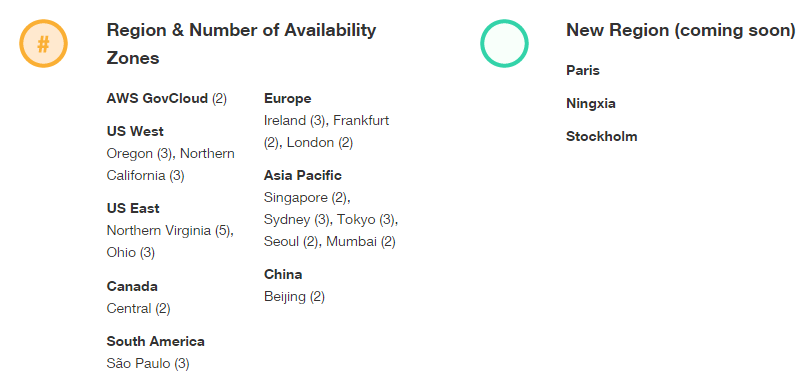 #
Region & Number of Availability
Zones
AWS GovCloud (2)
US West
Oregon (3), Northern
California (3)
US East
Northern Virginia (5),
Ohio (3)
Canada
Central (2)
South America
São Paulo (3)
Europe
Ireland (3), Frankfurt
(2), London (2)
Asia Pacific
Singapore (2),
Sydney (3), Tokyo (3),
Seoul (2), Mumbai (2)
China
Beijing (2)
New Region (coming soon)
Paris
Ningxia
Stockholm